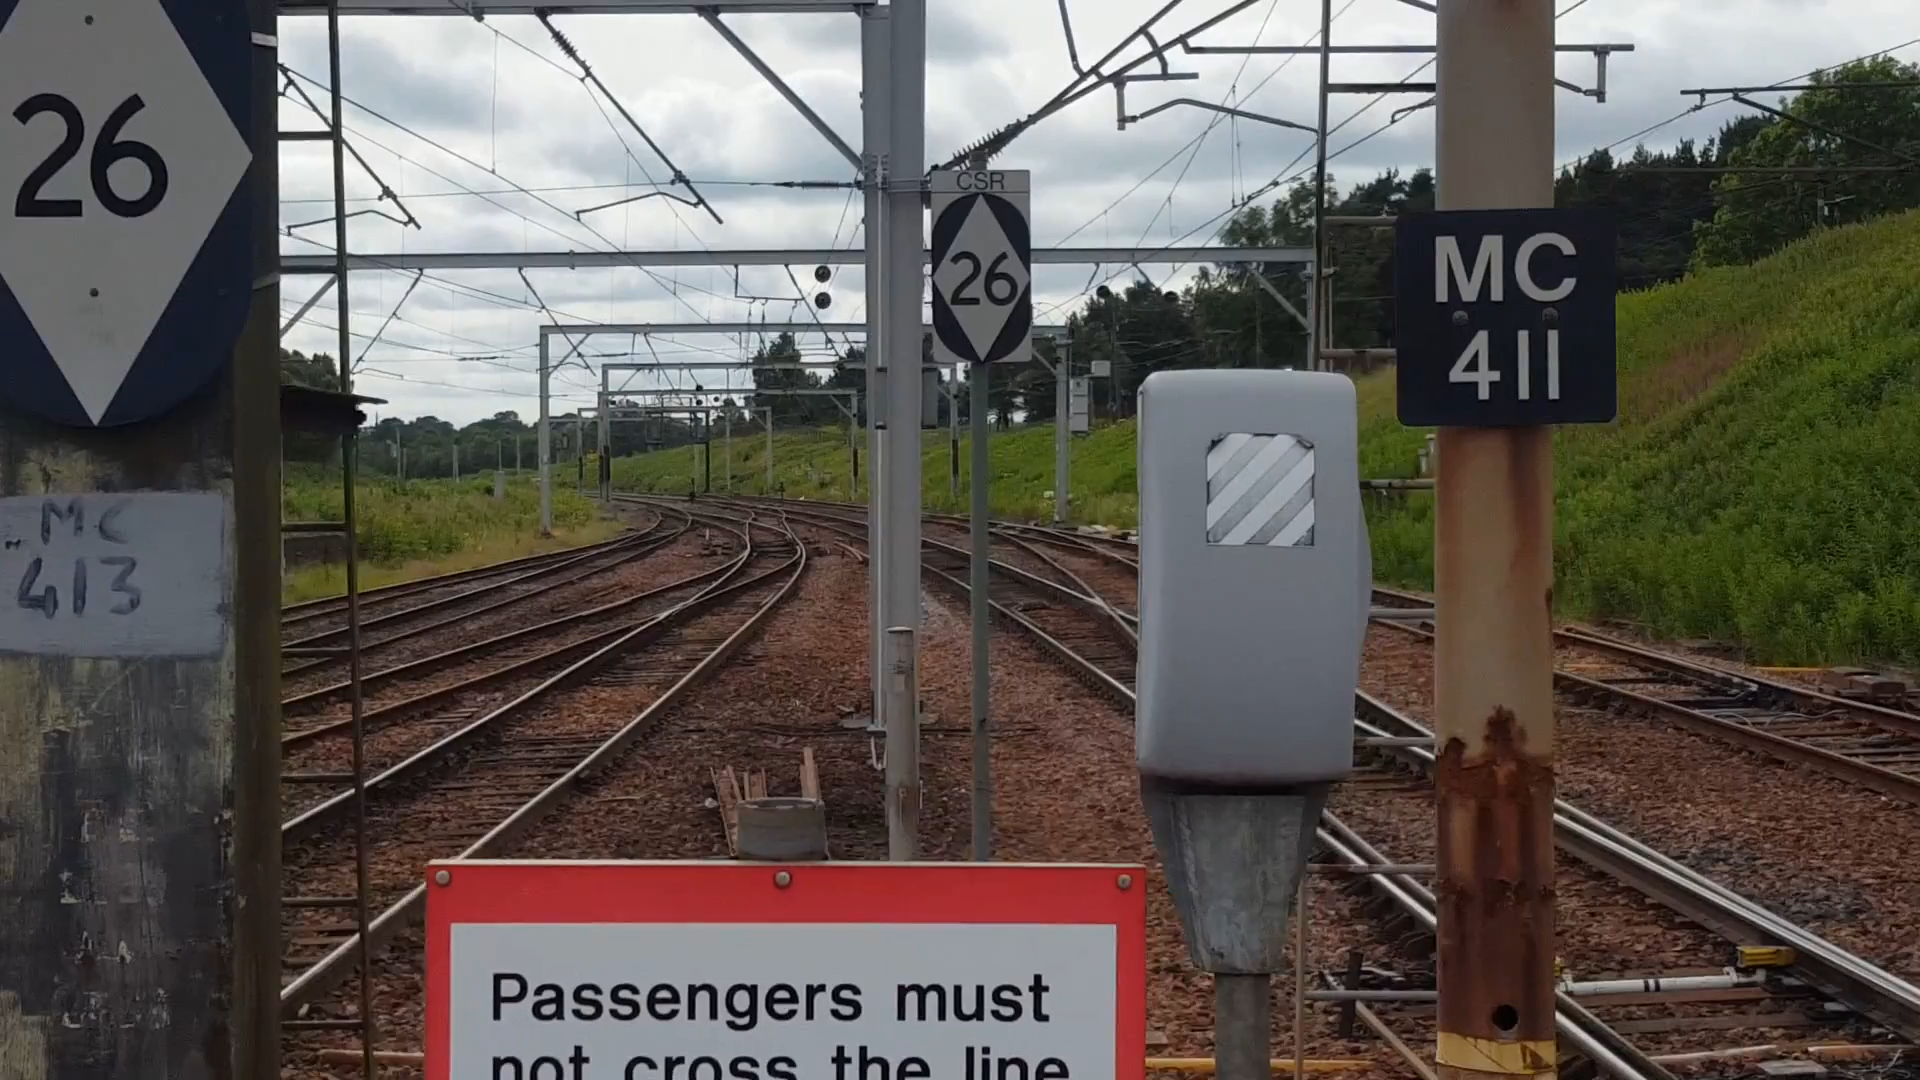 26
MC
413
CSR
26
MC
411
Passengers must
not cross the line